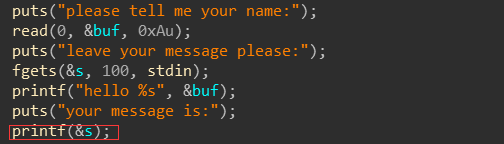 puts("please tell me your name:");
read(0, &buf, 0xAu);
puts("leave your message please:");
fgets(&s, 100, stdin);
printf("hello %s", &buf);
puts("your message is:");
printf(&s);